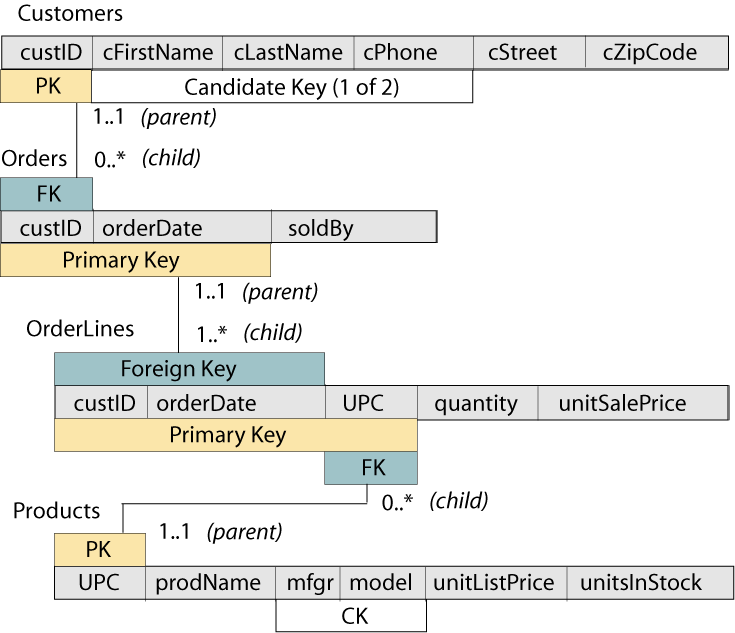 Customers
custID cFirstName cLastName cPhone cStreet cZipCode
PK Candidate Key (1 of 2)
1..1 (parent)
Orders 0..* (child)
FK
custID orderDate soldBy
Primary Key
1..1 (parent)
OrderLines 1..* (child)
Foreign Key
custID orderDate UPC quantity unitSalePrice
Primary Key
FK
0..* (child)
Products
1..1 (parent)
PK
UPC prodName mfgr model unitListPrice unitsInStock
CK